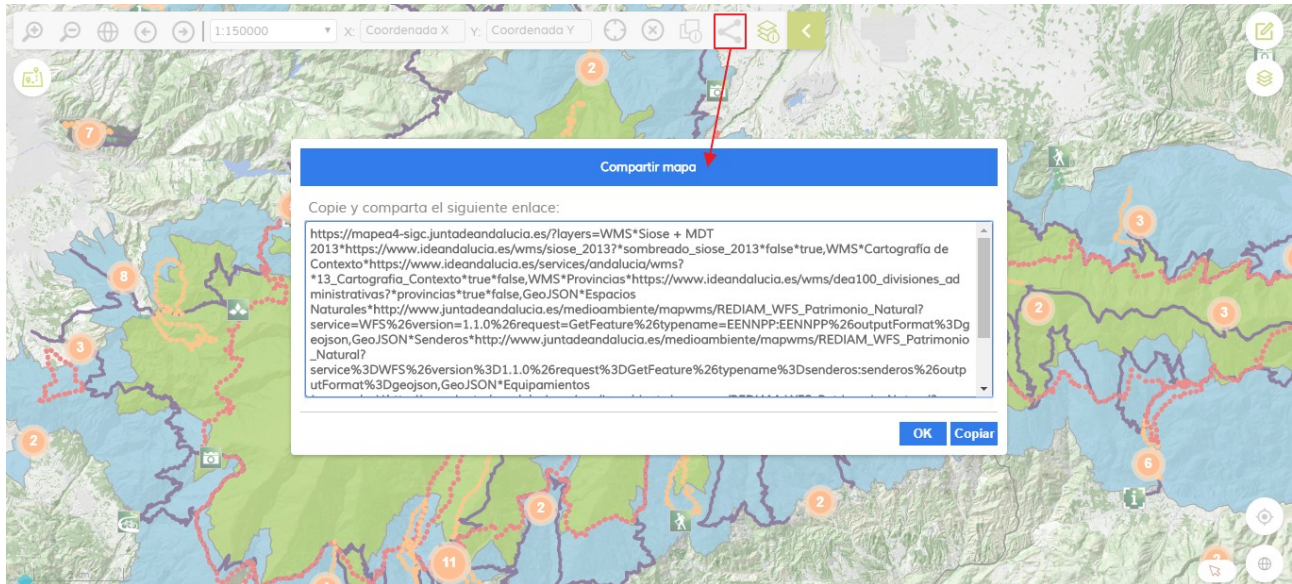 1:150000
X: Coordenada X
Y: Coordenada Y
2
7
Compartir mapa
Copie y comparta el siguiente enlace:
https://mapea4-sigc.juntadeandalucia.es/?layers=WMS*Siose + MDT
2013*https://www.ideandalucia.es/wms/siose_2013?*sombreado_siose_2013*false*true,WMS*Cartografía de
Contexto*https://www.ideandalucia.es/services/andalucia/wms?
*13_Cartografia_Contexto*true*false,WMS*Provincias*https://www.ideandalucia.es/wms/dea100_divisiones_ad
ministrativas?*provincias*true*false,GeoJSON*Espacios
Naturales*http://www.juntadeandalucia.es/medioambiente/mapwms/REDIAM_WFS_Patrimonio_Natural?
service=WFS%26version=1.1.0%26request=GetFeature%26typename=EENNPP:EENNPP%26outputFormat%3Dg
eojson,GeoJSON*Senderos*http://www.juntadeandalucia.es/medioambiente/mapwms/REDIAM_WFS_Patrimonio
_Natural?
service%3DWFS%26version%3D1.1.0%26request%3DGetFeature%26typename%3Dsenderos:senderos%26outp
utFormat%3Dgeojson,GeoJSON*Equipamientos
OK
Copiar
3
8
2
3
3
2
6
2
2
11